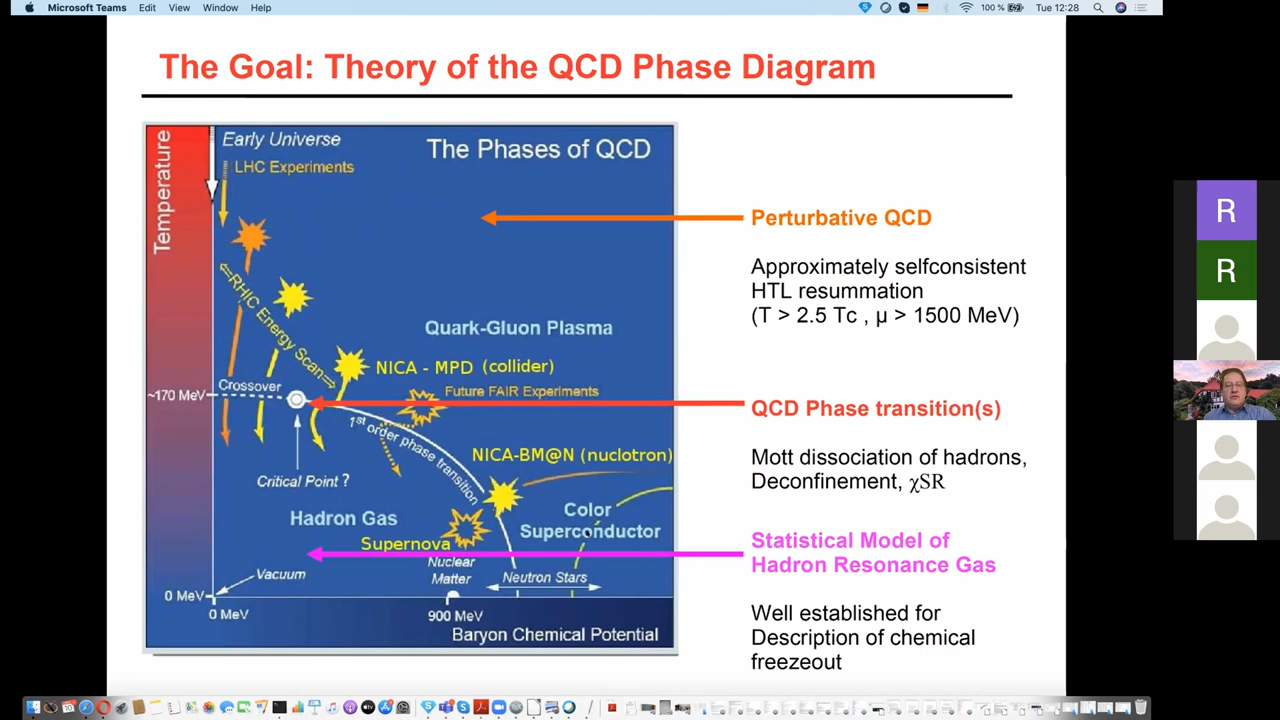 Microsoft Teams Edit View Window Help
100 % Tue 12:28
The Goal: Theory of the QCD Phase Diagram
Temperature
Early Universe
The Phases of QCD
LHC Experiments
⇐RHIC Energy Scan⇒
Quark-Gluon Plasma
NICA - MPD (collider)
Future FAIR Experiments
Crossover
~170 MeV
1st order phase transition
NICA-BM@N (nuclotron)
Critical Point ?
Hadron Gas
Color
Superconductor
Supernova
Nuclear
Matter
Neutron Stars
Vacuum
0 MeV
0 MeV
900 MeV
Baryon Chemical Potential
Perturbative QCD
Approximately selfconsistent
HTL resummation
(T > 2.5 Tc , μ > 1500 MeV)
QCD Phase transition(s)
Mott dissociation of hadrons,
Deconfinement, χSR
Statistical Model of
Hadron Resonance Gas
Well established for
Description of chemical
freezeout
R
R